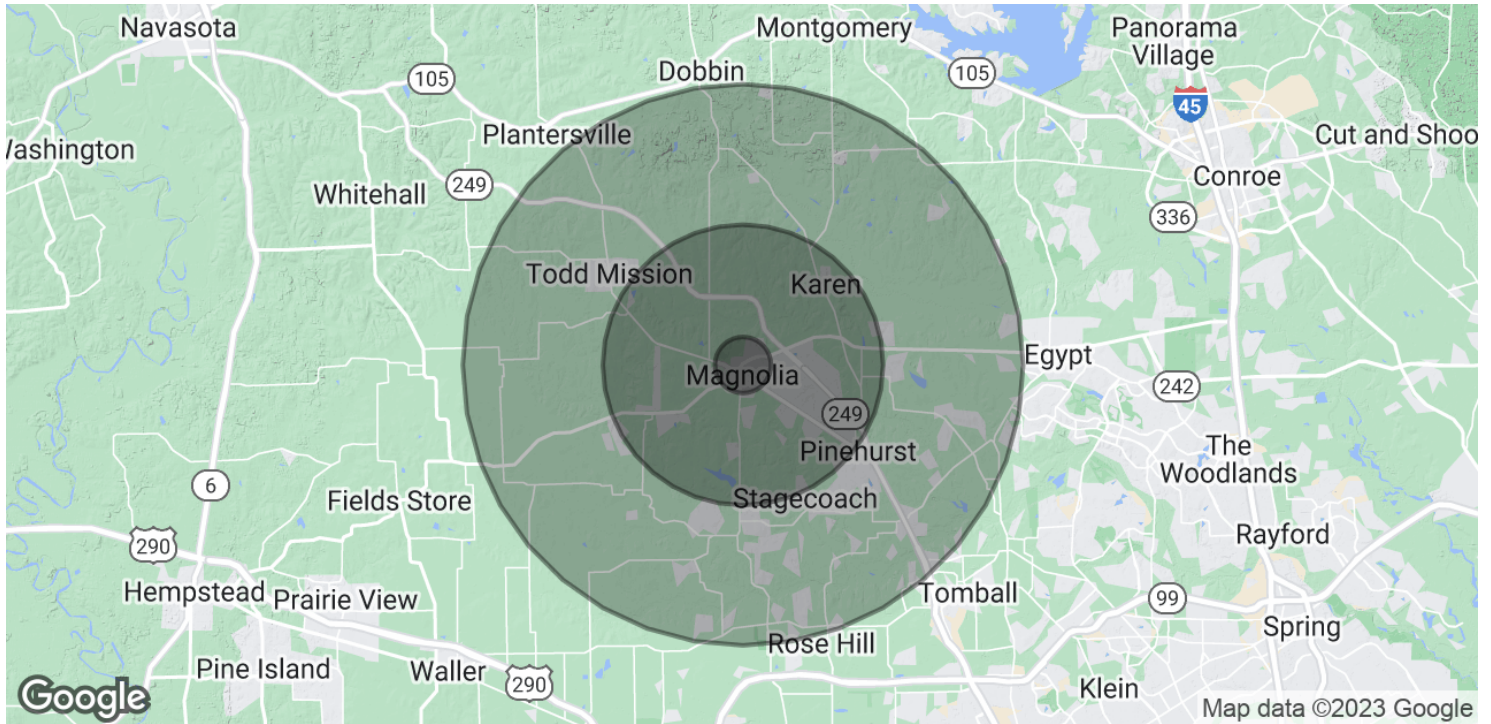 Navasota
Montgomery
Panorama
Village
Dobbin
105
105
45
Plantersville
Cut and Shoo
Washington
249
Whitehall
Conroe
336
Todd Mission
Karen
Egypt
Magnolia
242
249
Pinehurst
The
Woodlands
6
Fields Store
Stagecoach
290
Rayford
Hempstead
Prairie View
Tomball
99
Spring
Rose Hill
Pine Island
Waller
290
Klein
Google
Map data ©2023 Google